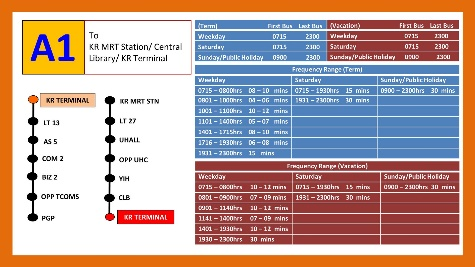 A1
To
KR MRT Station/ Central
Library/ KR Terminal
KR TERMINAL
LT 13
AS 5
COM 2
BIZ 2
OPP TCOMS
PGP
KR MRT STN
LT 27
UHALL
OPP UHC
YIH
CLB
KR TERMINAL
(Term) First Bus Last Bus
Weekday 0715 2300
Saturday 0715 2300
Sunday/Public Holiday 0900 2300
(Vacation) First Bus Last Bus
Weekday 0715 2300
Saturday 0715 2300
Sunday/Public Holiday 0900 2300
Frequency Range (Term)
Weekday Saturday Sunday/Public Holiday
0715 – 0800hrs 08 – 10 mins 0715 – 1930hrs 15 mins 0900 – 2300hrs 30 mins
0801 – 1000hrs 04 – 06 mins 1931 – 2300hrs 30 mins
1001 – 1100hrs 10 – 12 mins
1101 – 1400hrs 05 – 07 mins
1401 – 1715hrs 08 – 10 mins
1716 – 1930hrs 06 – 08 mins
1931 – 2300hrs 15 mins
Frequency Range (Vacation)
Weekday Saturday Sunday/Public Holiday
0715 – 0800hrs 10 – 12 mins 0715 – 1930hrs 15 mins 0900 – 2300hrs 30 mins
0801 – 0900hrs 07 – 09 mins 1931 – 2300hrs 30 mins
0901 – 1140hrs 10 – 12 mins
1141 – 1400hrs 07 – 09 mins
1401 – 1930hrs 10 – 12 mins
1930 – 2300hrs 30 mins